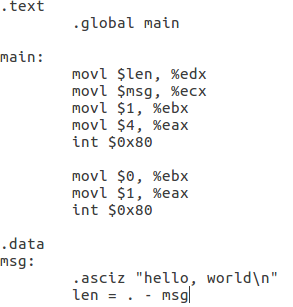 .text
        .global main

main:
        movl $len, %edx
        movl $msg, %ecx
        movl $1, %ebx
        movl $4, %eax
        int $0x80

        movl $0, %ebx
        movl $1, %eax
        int $0x80

.data
msg:
        .asciz "hello, world\n"
        len = . - msg